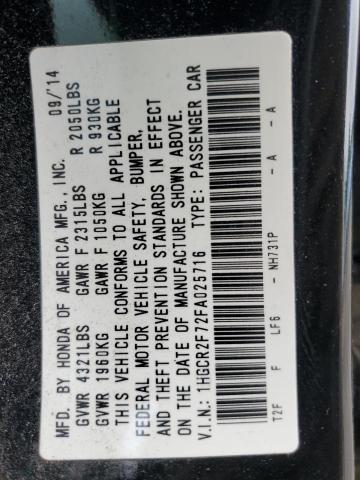 MFD. BY HONDA OF AMERICA MFG., INC. 09/'14
GVWR 4321LBS GAWR F 2315LBS R 2050LBS
GVWR 1960KG GAWR F 1050KG R 930KG
THIS VEHICLE CONFORMS TO ALL APPLICABLE
FEDERAL MOTOR VEHICLE SAFETY, BUMPER,
AND THEFT PREVENTION STANDARDS IN EFFECT
ON THE DATE OF MANUFACTURE SHOWN ABOVE.
V.I.N.: 1HGCR2F72FA025716 TYPE: PASSENGER CAR
T2F F LF6 - NH731P - A - A